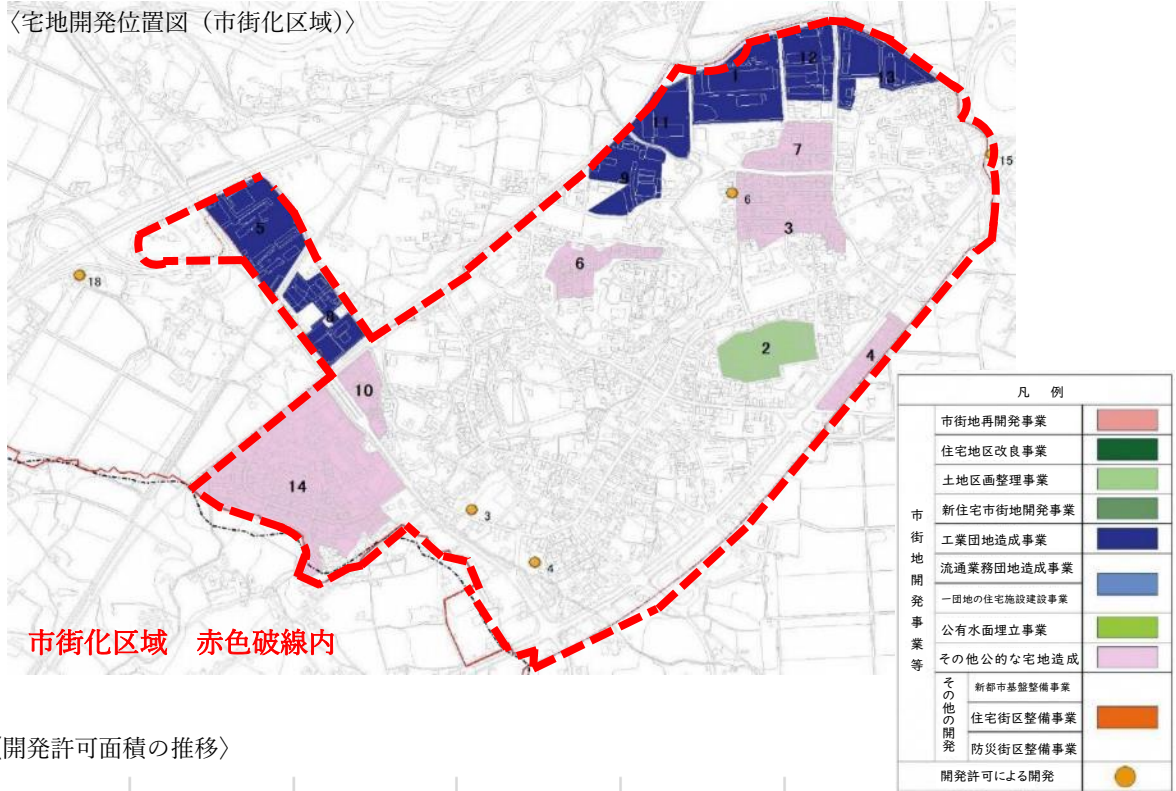 〈宅地開発位置図（市街化区域）〉
12
1
13
11
7
15
9
6
5
3
6
18
8
2
4
10
14
3
4
市街化区域　赤色破線内
凡　例
市街地開発事業等
市街地再開発事業
住宅地区改良事業
土地区画整理事業
新住宅市街地開発事業
工業団地造成事業
流通業務団地造成事業
一団地の住宅施設建設事業
公有水面埋立事業
その他公的な宅地造成
その他の開発
新都市基盤整備事業
住宅街区整備事業
防災街区整備事業
開発許可による開発
〈開発許可面積の推移〉